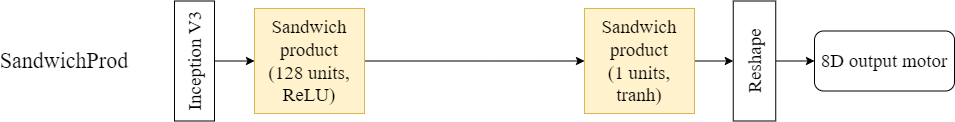 SandwichProd
Inception V3
Sandwich
product
(128 units,
ReLU)
Sandwich
product
(1 units,
tranh)
Reshape
8D output motor